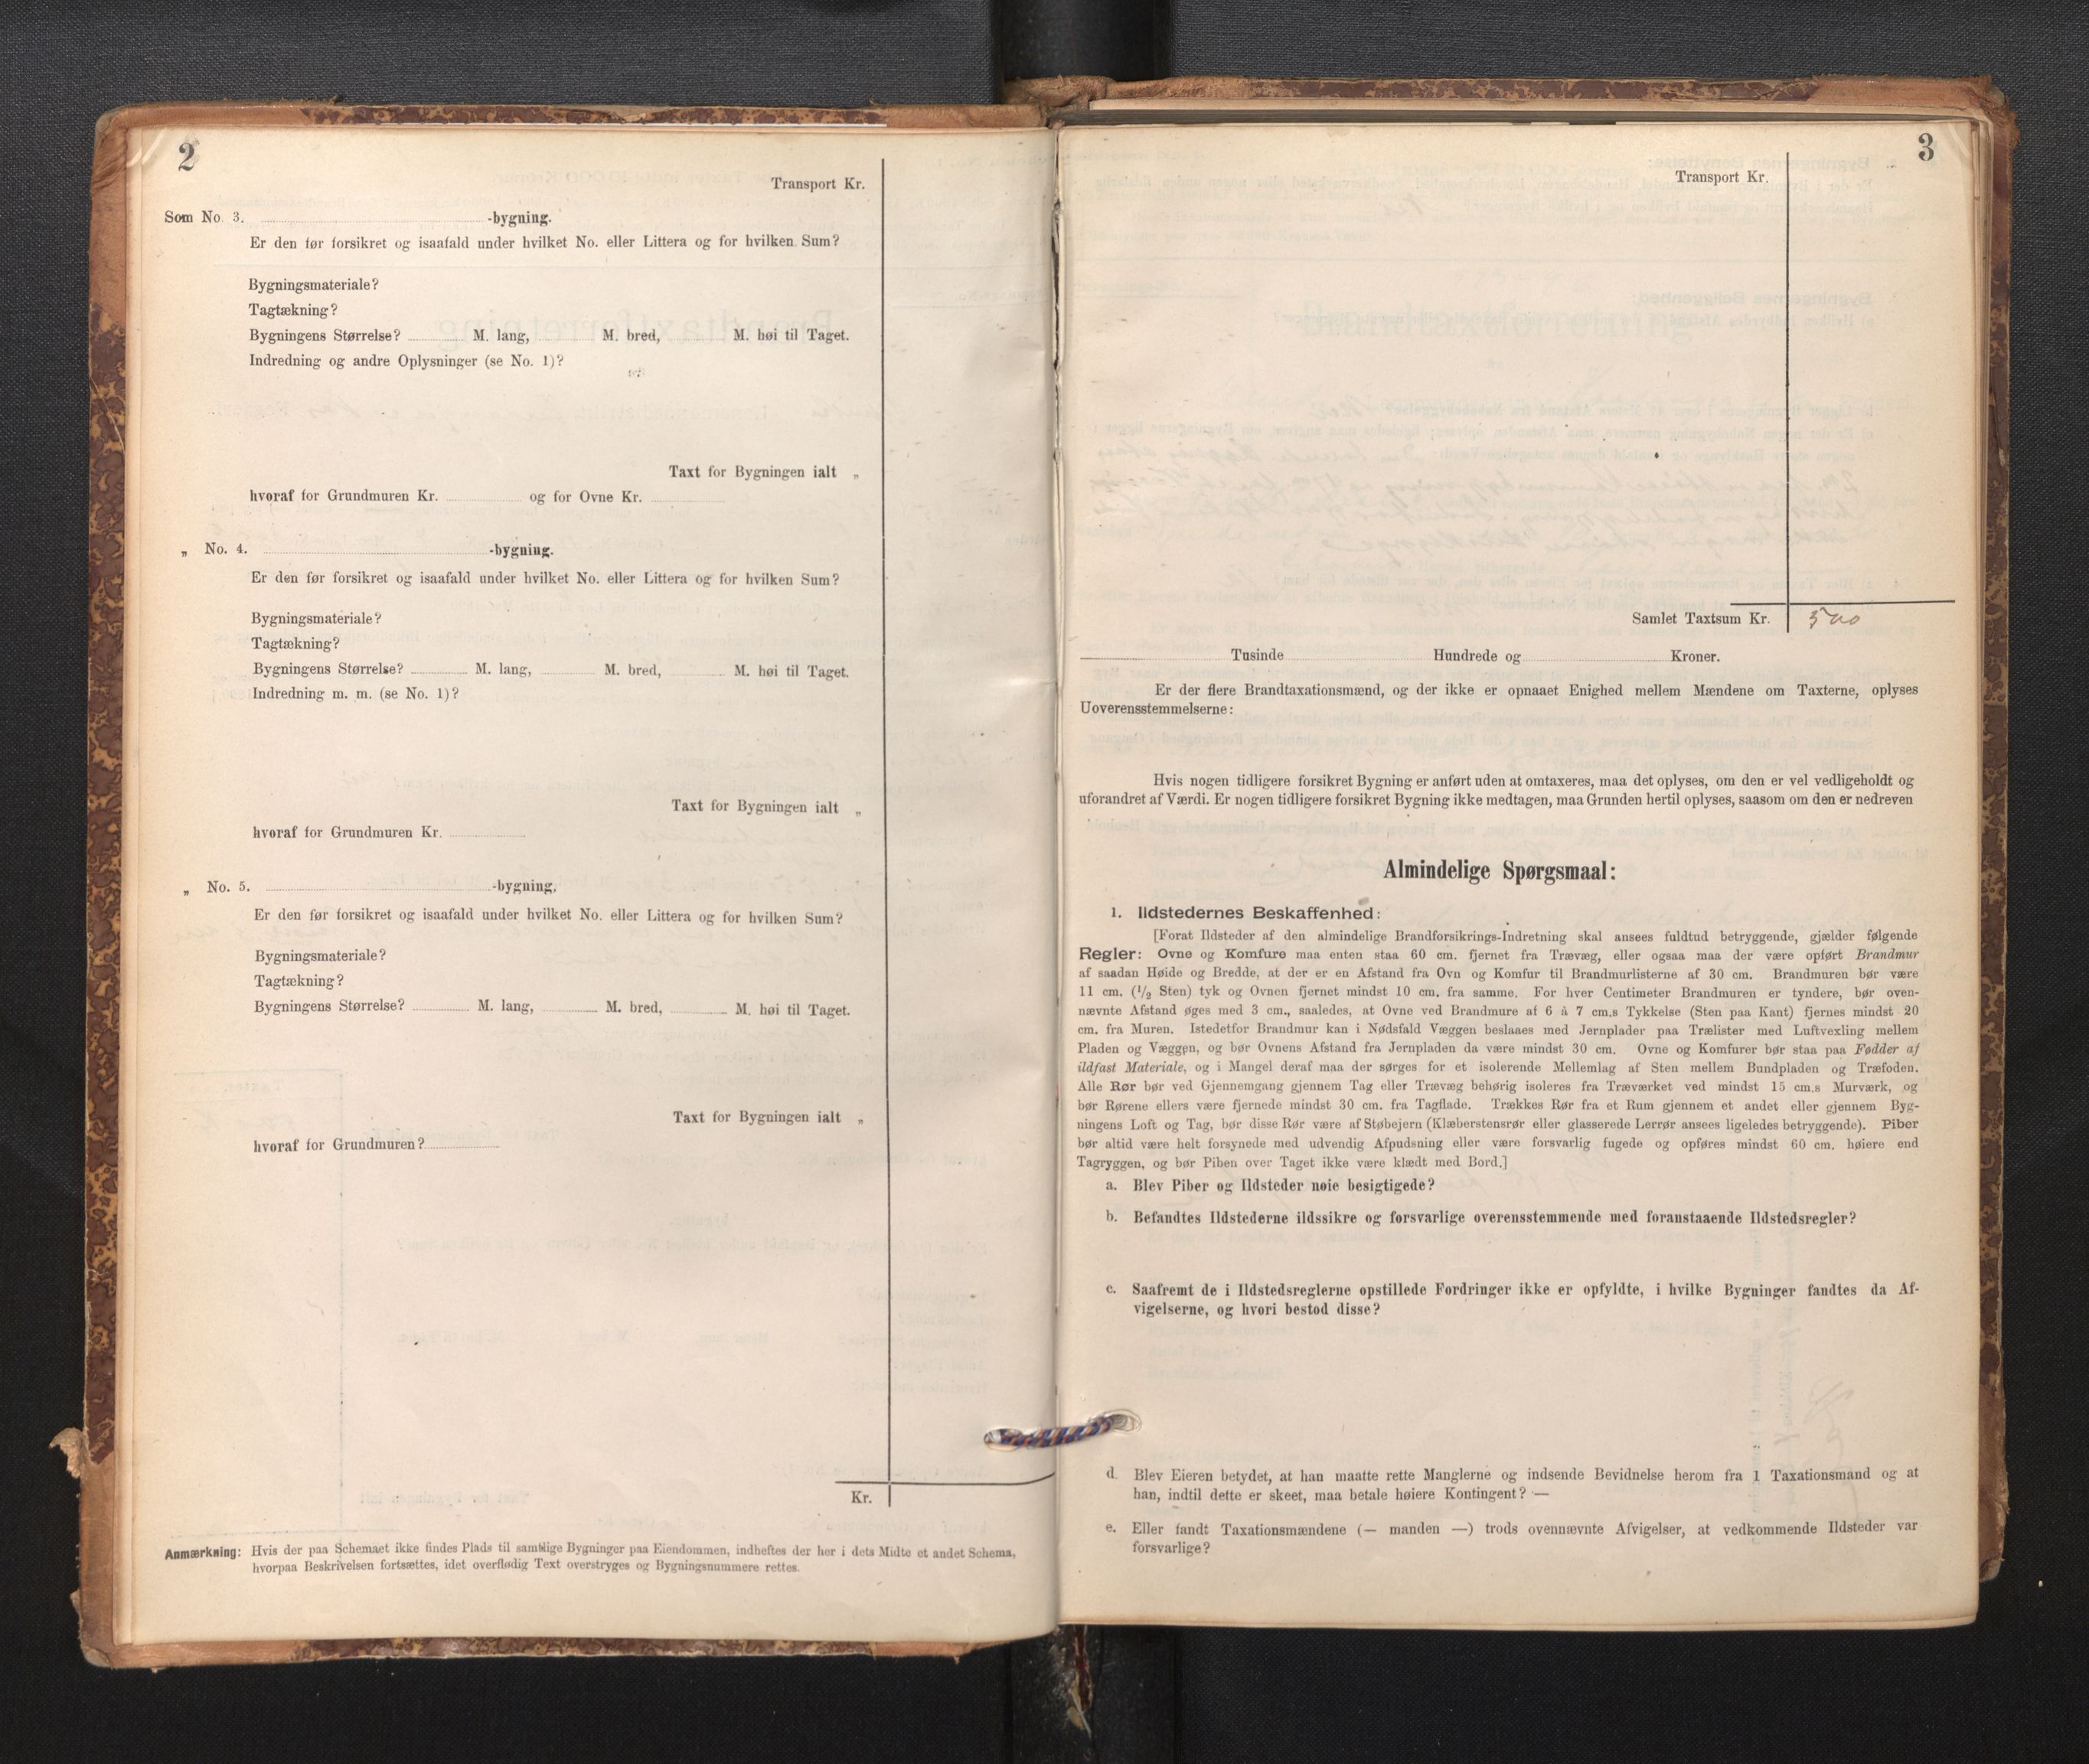 2
Transport Kr.
Som No. 3. -bygning.
Er den før forsikret og isaafald under hvilket No. eller Littera og for hvilken Sum?
Bygningsmateriale?
Tagtækning?
Bygningens Størrelse? M. lang, M. bred, M. høi til Taget.
Indredning og andre Oplysninger (se No. 1)?
Taxt for Bygningen ialt „
hvoraf for Grundmuren Kr. og for Ovne Kr.
„ No. 4. -bygning.
Er den før forsikret og isaafald under hvilket No. eller Littera og for hvilken Sum?
Bygningsmateriale?
Tagtækning?
Bygningens Størrelse? M. lang, M. bred, M. høi til Taget.
Indredning m. m. (se No. 1)?
Taxt for Bygningen ialt „
hvoraf for Grundmuren Kr.
„ No. 5. -bygning.
Er den før forsikret og isaafald under hvilket No. eller Littera og for hvilken Sum?
Bygningsmateriale?
Tagtækning?
Bygningens Størrelse? M. lang, M. bred, M. høi til Taget.
Taxt for Bygningen ialt „
hvoraf for Grundmuren?
Kr.
Anmærkning: Hvis der paa Schemaet ikke findes Plads til samtlige Bygninger paa Eiendommen, indheftes der her i dets Midte et andet Schema,
hvorpaa Beskrivelsen fortsættes, idet overflødig Text overstryges og Bygningsnummere rettes.
3
Transport Kr.
Samlet Taxtsum Kr. 500
Tusinde Hundrede og Kroner.
Er der flere Brandtaxationsmænd, og der ikke er opnaaet Enighed mellem Mændene om Taxterne, oplyses
Uoverensstemmelserne:
Hvis nogen tidligere forsikret Bygning er anført uden at omtaxeres, maa det oplyses, om den er vel vedligeholdt og
uforandret af Værdi. Er nogen tidligere forsikret Bygning ikke medtagen, maa Grunden hertil oplyses, saasom om den er nedreven
Almindelige Spørgsmaal:
1. Ildstedernes Beskaffenhed:
[Forat Ildsteder af den almindelige Brandforsikrings-Indretning skal ansees fuldtud betryggende, gjælder følgende
Regler: Ovne og Komfure maa enten staa 60 cm. fjernet fra Trævæg, eller ogsaa maa der være opført Brandmur
af saadan Høide og Bredde, at der er en Afstand fra Ovn og Komfur til Brandmurlisterne af 30 cm. Brandmuren bør være
11 cm. (1/2 Sten) tyk og Ovnen fjernet mindst 10 cm. fra samme. For hver Centimeter Brandmuren er tyndere, bør oven-
nævnte Afstand øges med 3 cm., saaledes, at Ovne ved Brandmure af 6 à 7 cm.s Tykkelse (Sten paa Kant) fjernes mindst 20
cm. fra Muren. Istedetfor Brandmur kan i Nødsfald Væggen beslaaes med Jernplader paa Trælister med Luftvexling mellem
Pladen og Væggen, og bør Ovnens Afstand fra Jernpladen da være mindst 30 cm. Ovne og Komfurer bør staa paa Fødder af
ildfast Materiale, og i Mangel deraf maa der sørges for et isolerende Mellemlag af Sten mellem Bundpladen og Træfoden.
Alle Rør bør ved Gjennemgang gjennem Tag eller Trævæg behørig isoleres fra Træværket ved mindst 15 cm.s Murværk, og
bør Rørene ellers være fjernede mindst 30 cm. fra Tagflade. Trækkes Rør fra et Rum gjennem et andet eller gjennem Byg-
ningens Loft og Tag, bør disse Rør være af Støbejern (Klæberstensrør eller glasserede Lerrør ansees ligeledes betryggende). Piber
bør altid være helt forsynede med udvendig Afpudsning eller være forsvarlig fugede og opføres mindst 60 cm. høiere end
Tagryggen, og bør Piben over Taget ikke være klædt med Bord.]
a. Blev Piber og Ildsteder nøie besigtigede?
b. Befandtes Ildstederne ildssikre og forsvarlige overensstemmende med foranstaaende Ildstedsregler?
c. Saafremt de i Ildstedsreglerne opstillede Fordringer ikke er opfyldte, i hvilke Bygninger fandtes da Af-
vigelserne, og hvori bestod disse?
d. Blev Eieren betydet, at han maatte rette Manglerne og indsende Bevidnelse herom fra 1 Taxationsmand og at
han, indtil dette er skeet, maa betale høiere Kontingent? —
e. Eller fandt Taxationsmændene (— manden —) trods ovennævnte Afvigelser, at vedkommende Ildsteder var
forsvarlige?